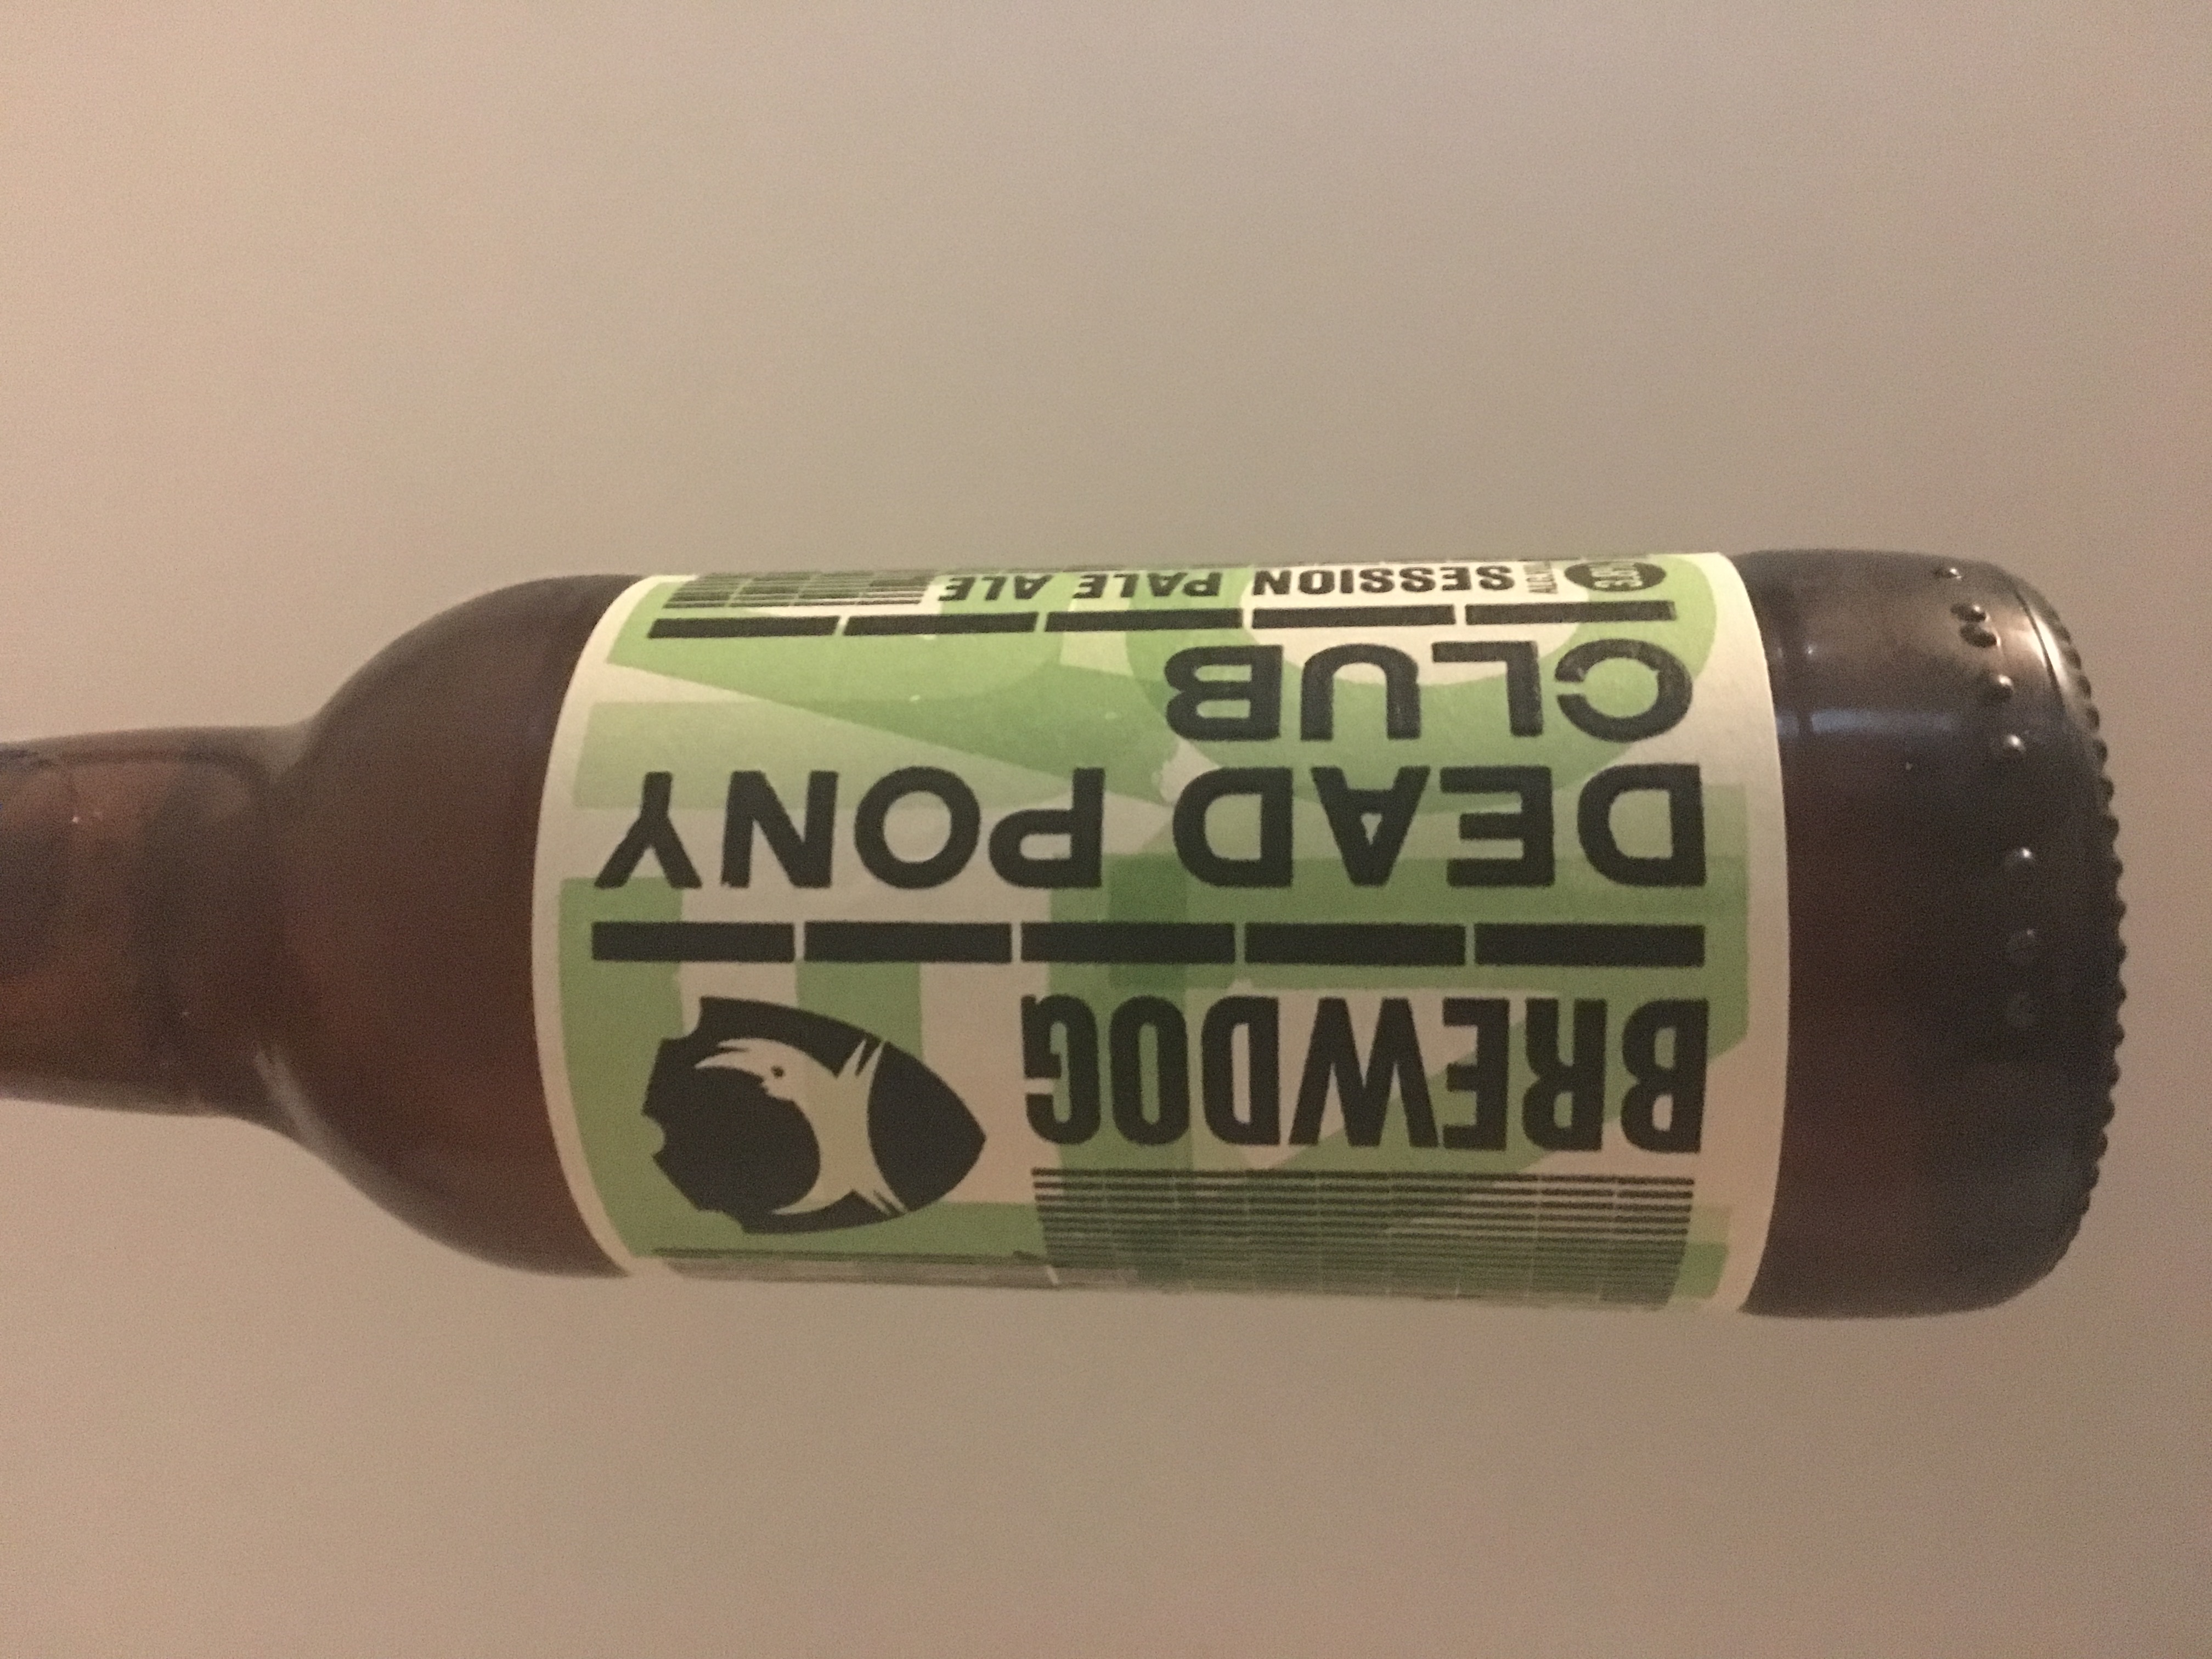 BREWDOG
DEAD PONY
CLUB
SESSION PALE ALE